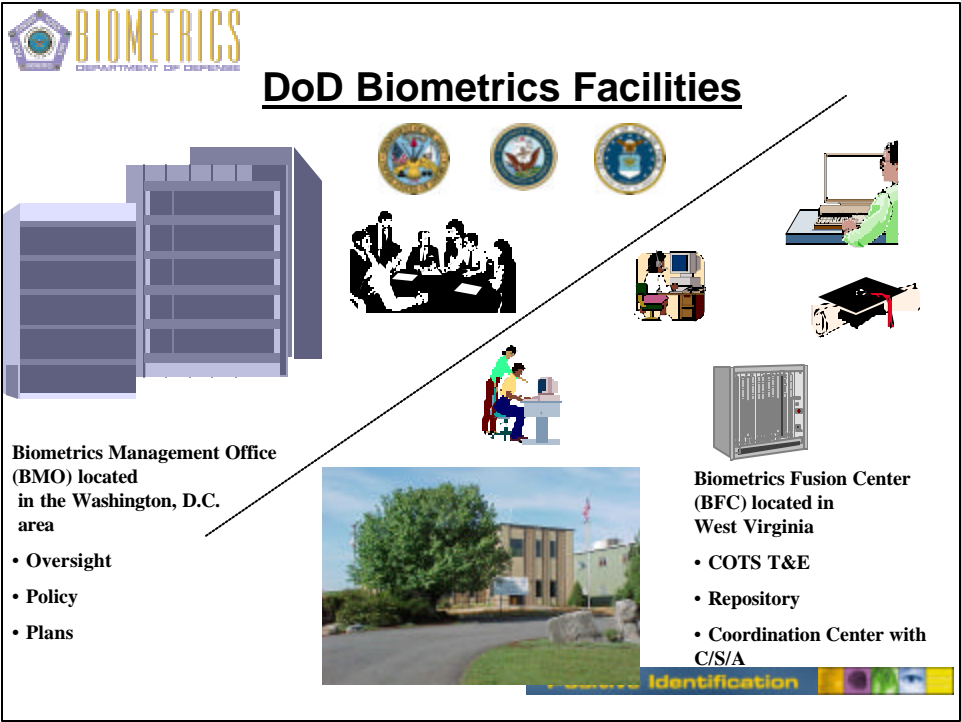 BIOMETRICS
DEPARTMENT OF DEFENSE
DoD Biometrics Facilities
Biometrics Management Office
(BMO) located
in the Washington, D.C.
area
• Oversight
• Policy
• Plans
Biometrics Fusion Center
(BFC) located in
West Virginia
• COTS T&E
• Repository
• Coordination Center with
C/S/A
Positive Identification